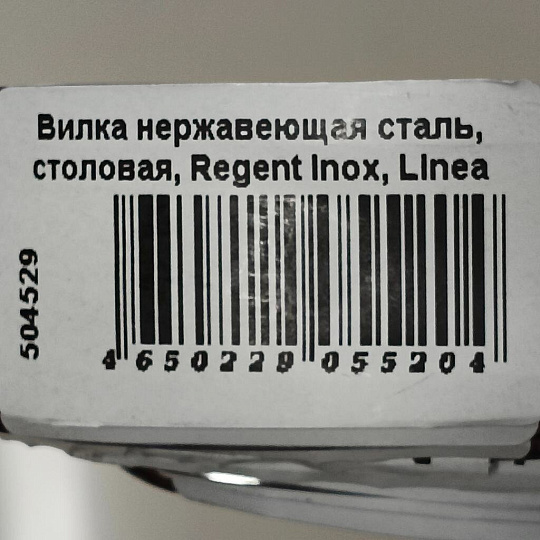 Вилка нержавеющая сталь,
столовая, Regent Inox, LInea
504529
4 650229 055204